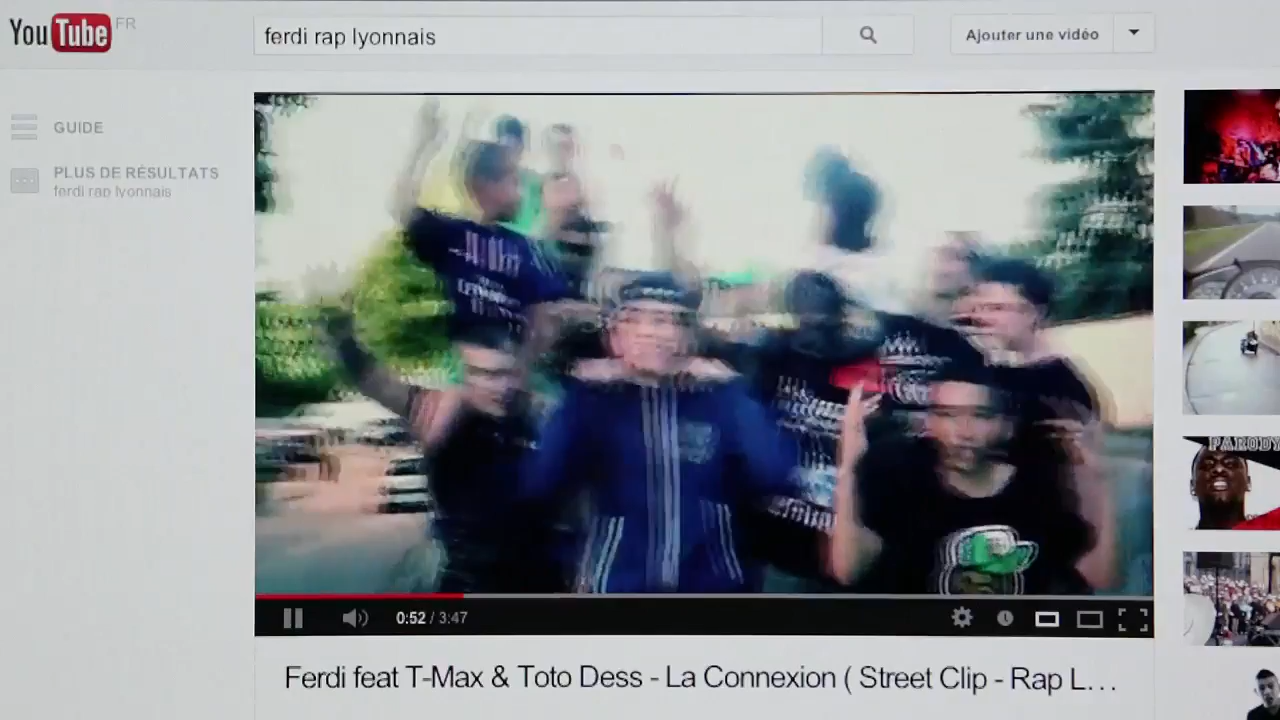 YouTube FR
ferdi rap lyonnais
Ajouter une vidéo
GUIDE
PLUS DE RÉSULTATS
ferdi rap lyonnais
PARODY
0:52 / 3:47
Ferdi feat T-Max & Toto Dess - La Connexion ( Street Clip - Rap L...